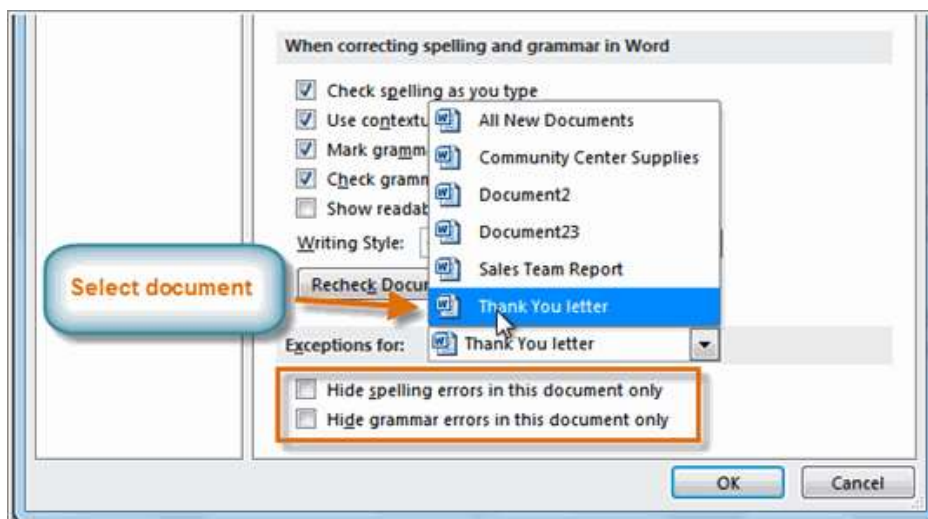 When correcting spelling and grammar in Word
Check spelling as you type
Use contextu
Mark gramm
Check gramm
Show readab
Writing Style:
Recheck Docu
All New Documents
Community Center Supplies
Document2
Document23
Sales Team Report
Thank You letter
Select document
Exceptions for: Thank You letter
Hide spelling errors in this document only
Hide grammar errors in this document only
OK Cancel